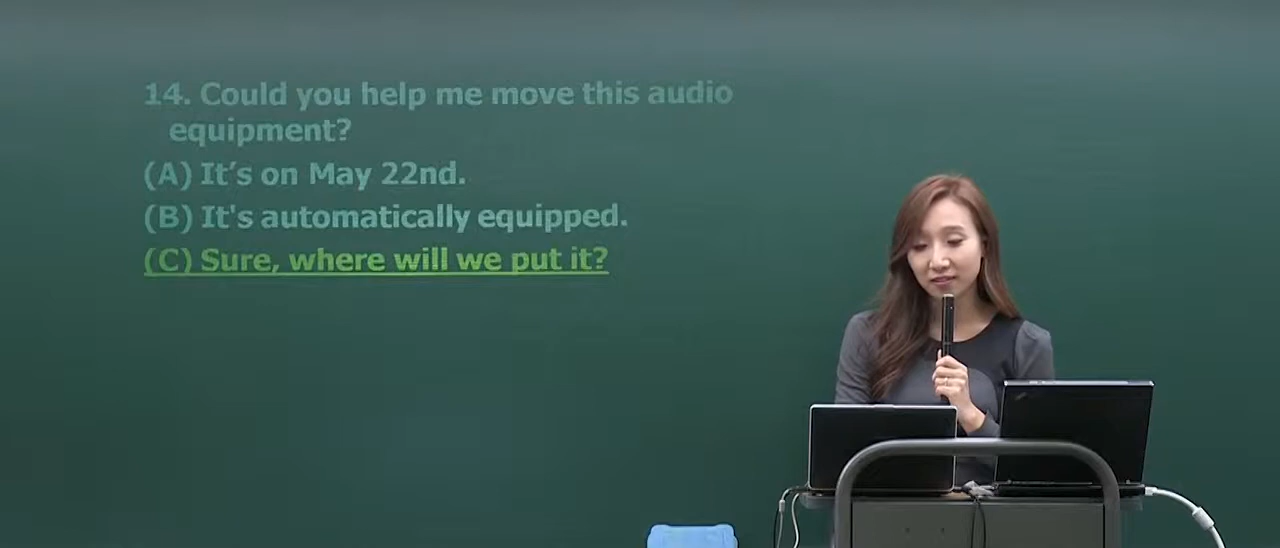 14. Could you help me move this audio
equipment?
(A) It’s on May 22nd.
(B) It's automatically equipped.
(C) Sure, where will we put it?